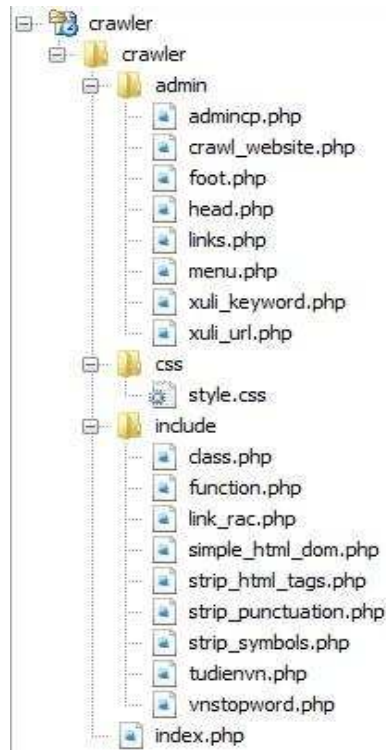 crawler
crawler
admin
admincp.php
crawl_website.php
foot.php
head.php
links.php
menu.php
xuli_keyword.php
xuli_url.php
css
style.css
include
class.php
function.php
link_rac.php
simple_html_dom.php
strip_html_tags.php
strip_punctuation.php
strip_symbols.php
tudienvn.php
vnstopword.php
index.php